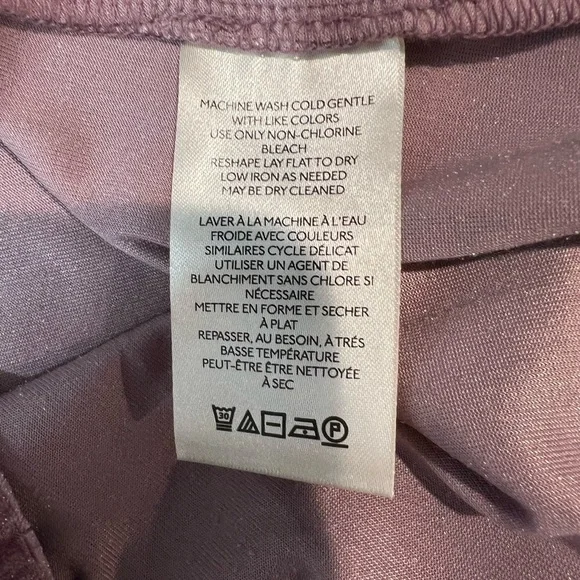 MACHINE WASH COLD GENTLE
WITH LIKE COLORS
USE ONLY NON-CHLORINE
BLEACH
RESHAPE LAY FLAT TO DRY
LOW IRON AS NEEDED
MAY BE DRY CLEANED
LAVER À LA MACHINE À L'EAU
FROIDE AVEC COULEURS
SIMILAIRES CYCLE DÉLICAT
UTILISER UN AGENT DE
BLANCHIMENT SANS CHLORE SI
NÉCESSAIRE
METTRE EN FORME ET SECHER
À PLAT
REPASSER, AU BESOIN, À TRÉS
BASSE TEMPÉRATURE
PEUT-ÊTRE ÊTRE NETTOYÉE
À SEC
30 P